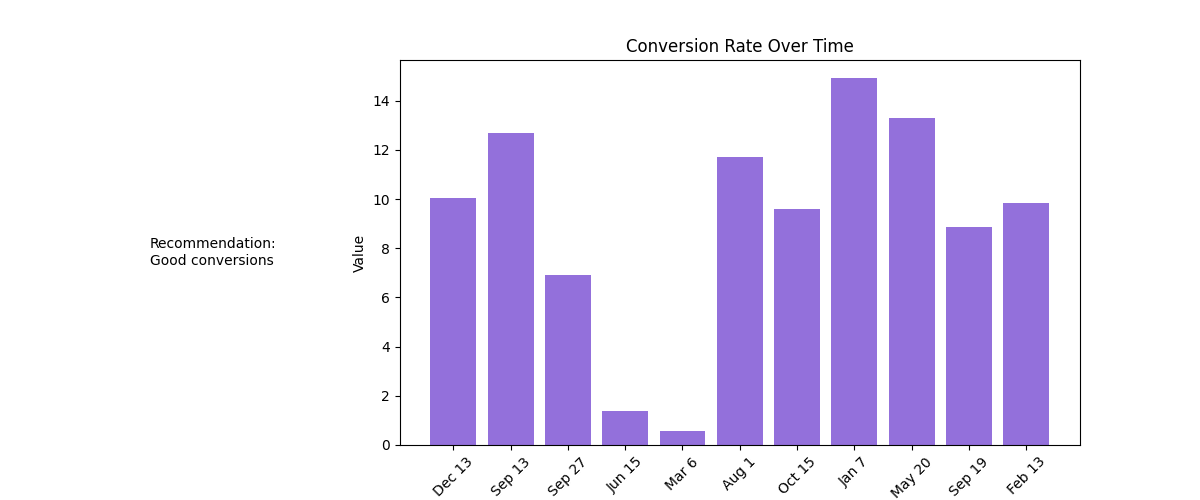 Conversion Rate Over Time
Recommendation:
Good conversions
Value
14
12
10
8
6
4
2
0
Dec 13
Sep 13
Sep 27
Jun 15
Mar 6
Aug 1
Oct 15
Jan 7
May 20
Sep 19
Feb 13